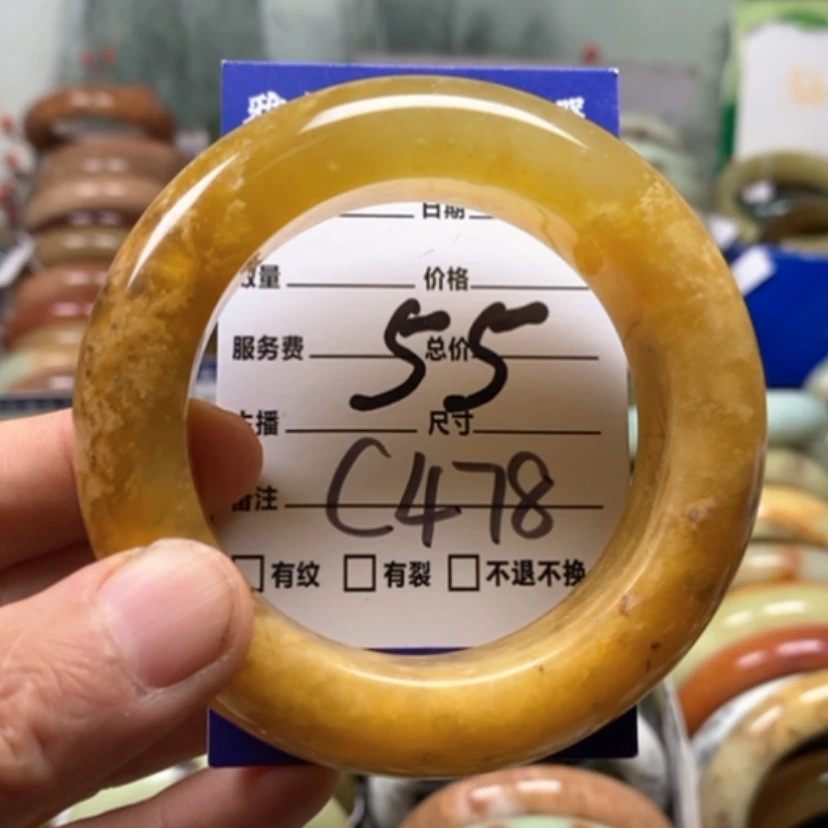 雅
日期
数量 价格
55
服务费 总价
主播 尺寸
C478
备注
有纹 有裂 不退不换